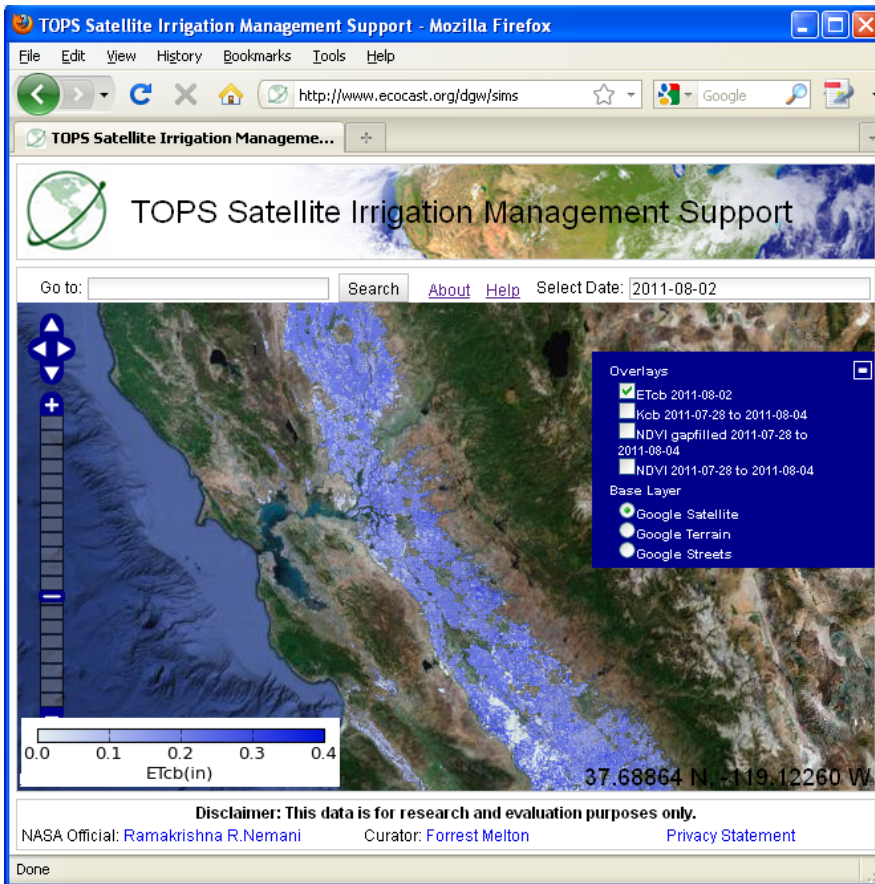 TOPS Satellite Irrigation Management Support - Mozilla Firefox
File Edit View History Bookmarks Tools Help
http://www.ecocast.org/dgw/sims
Google
TOPS Satellite Irrigation Manageme...
TOPS Satellite Irrigation Management Support
Go to: Search About Help Select Date: 2011-08-02
Overlays
ETcb 2011-08-02
Kcb 2011-07-28 to 2011-08-04
NDVI gapfilled 2011-07-28 to
2011-08-04
NDVI 2011-07-28 to 2011-08-04
Base Layer
Google Satellite
Google Terrain
Google Streets
0.0 0.1 0.2 0.3 0.4
ETcb(in)
37.68864 N, -119.12260 W
Disclaimer: This data is for research and evaluation purposes only.
NASA Official: Ramakrishna R.Nemani Curator: Forrest Melton Privacy Statement
Done